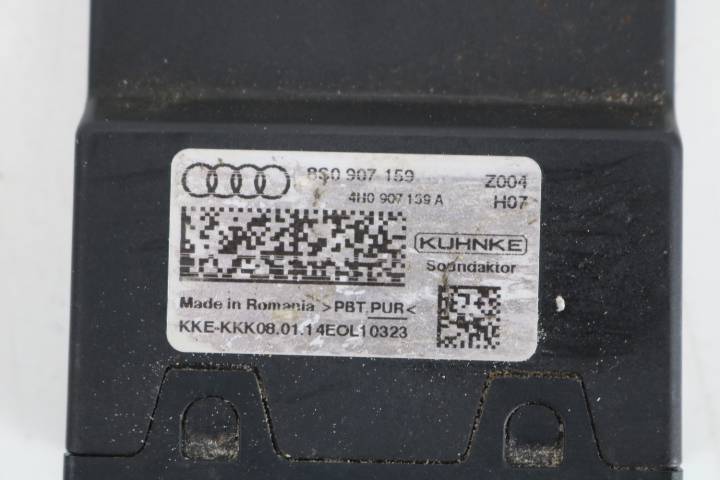 8S0 907 159 Z004
4H0 907 159 A H07
KUHNKE
Soundaktor
Made in Romania >PBT,PUR<
KKE-KKK08.01.14EOL10323